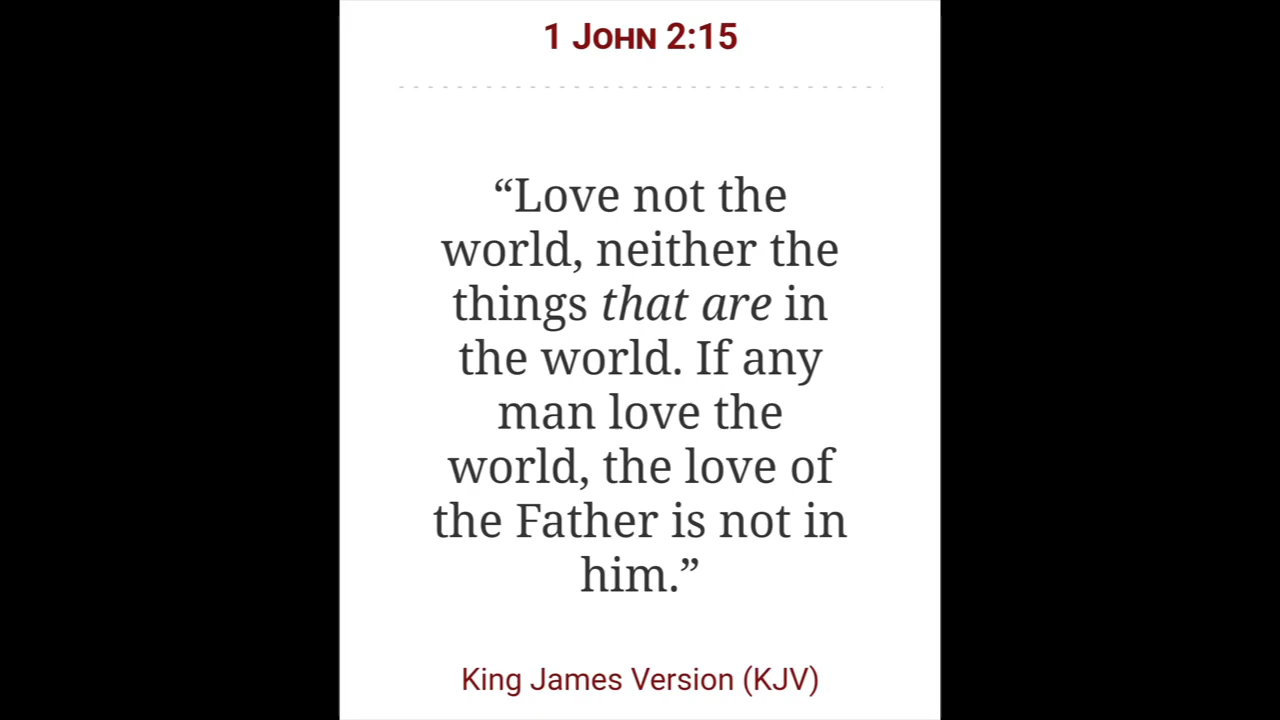 1 John 2:15
“Love not the
world, neither the
things that are in
the world. If any
man love the
world, the love of
the Father is not in
him.”
King James Version (KJV)